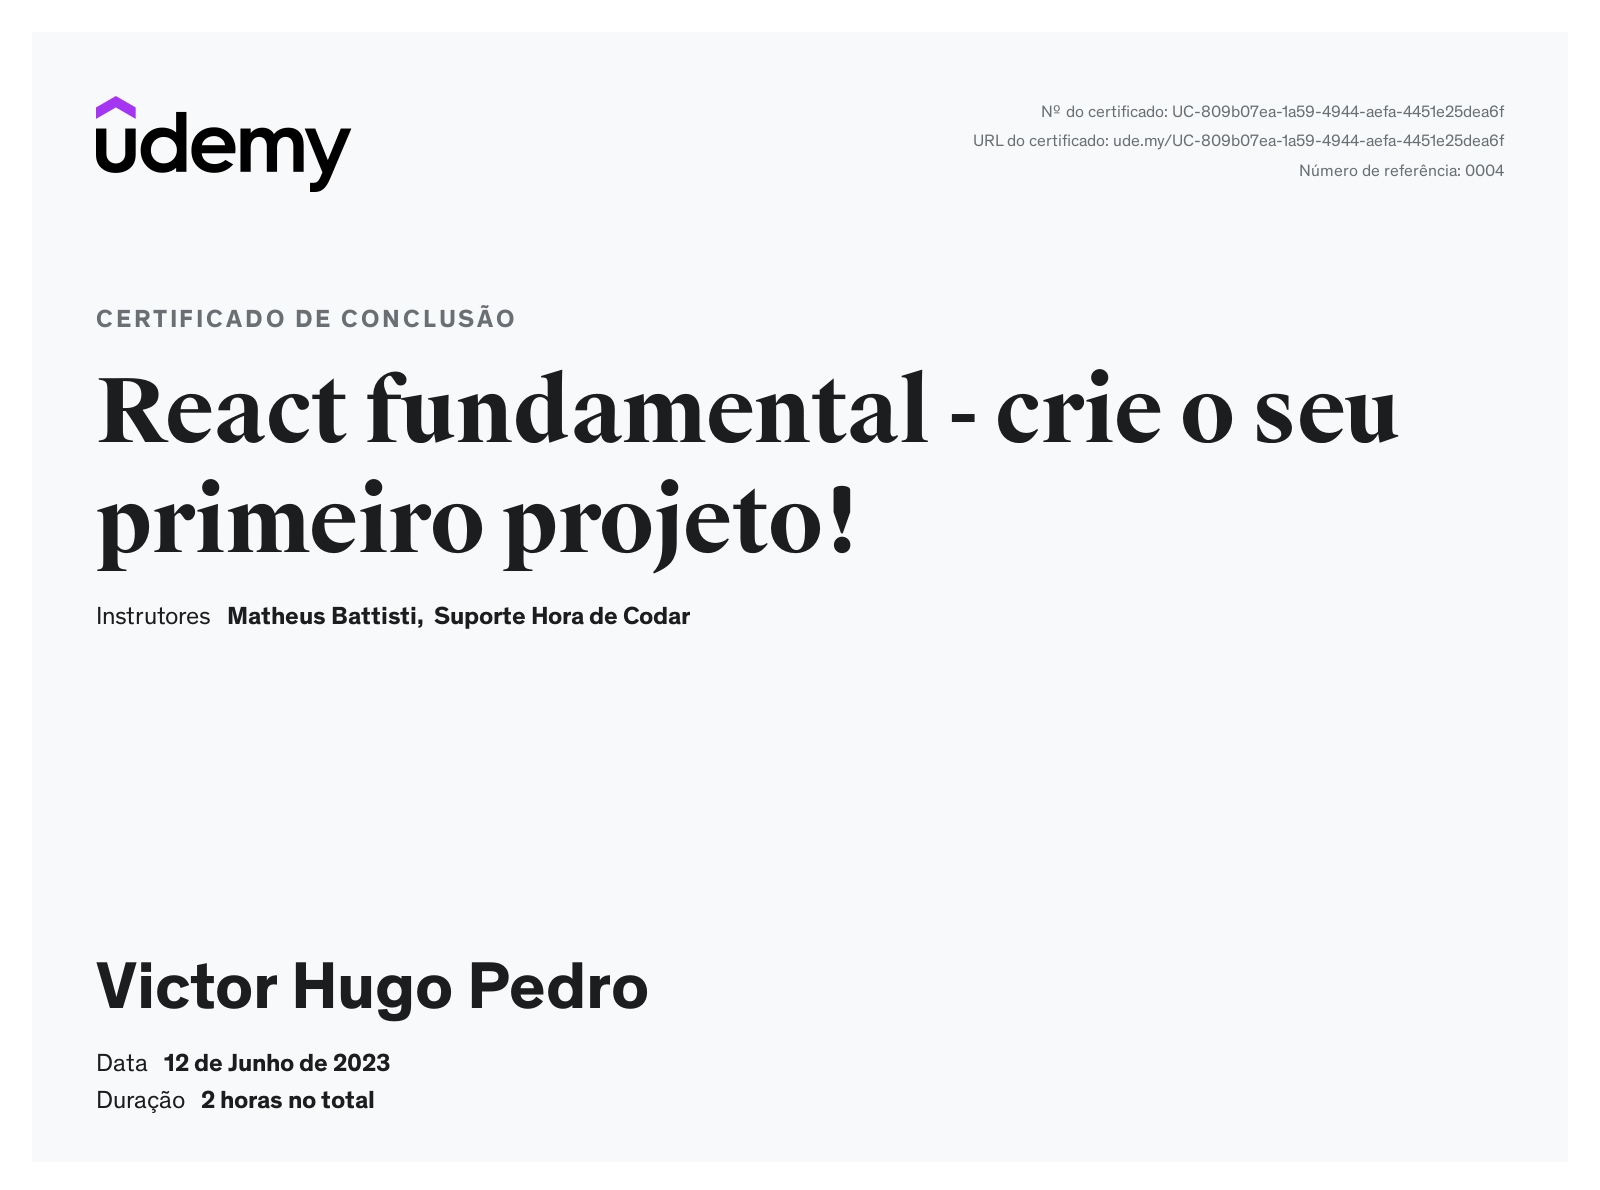 udemy
Nº do certificado: UC-809b07ea-1a59-4944-aefa-4451e25dea6f
URL do certificado: ude.my/UC-809b07ea-1a59-4944-aefa-4451e25dea6f
Número de referência: 0004
CERTIFICADO DE CONCLUSÃO
React fundamental - crie o seu
primeiro projeto!
Instrutores Matheus Battisti, Suporte Hora de Codar
Victor Hugo Pedro
Data 12 de Junho de 2023
Duração 2 horas no total